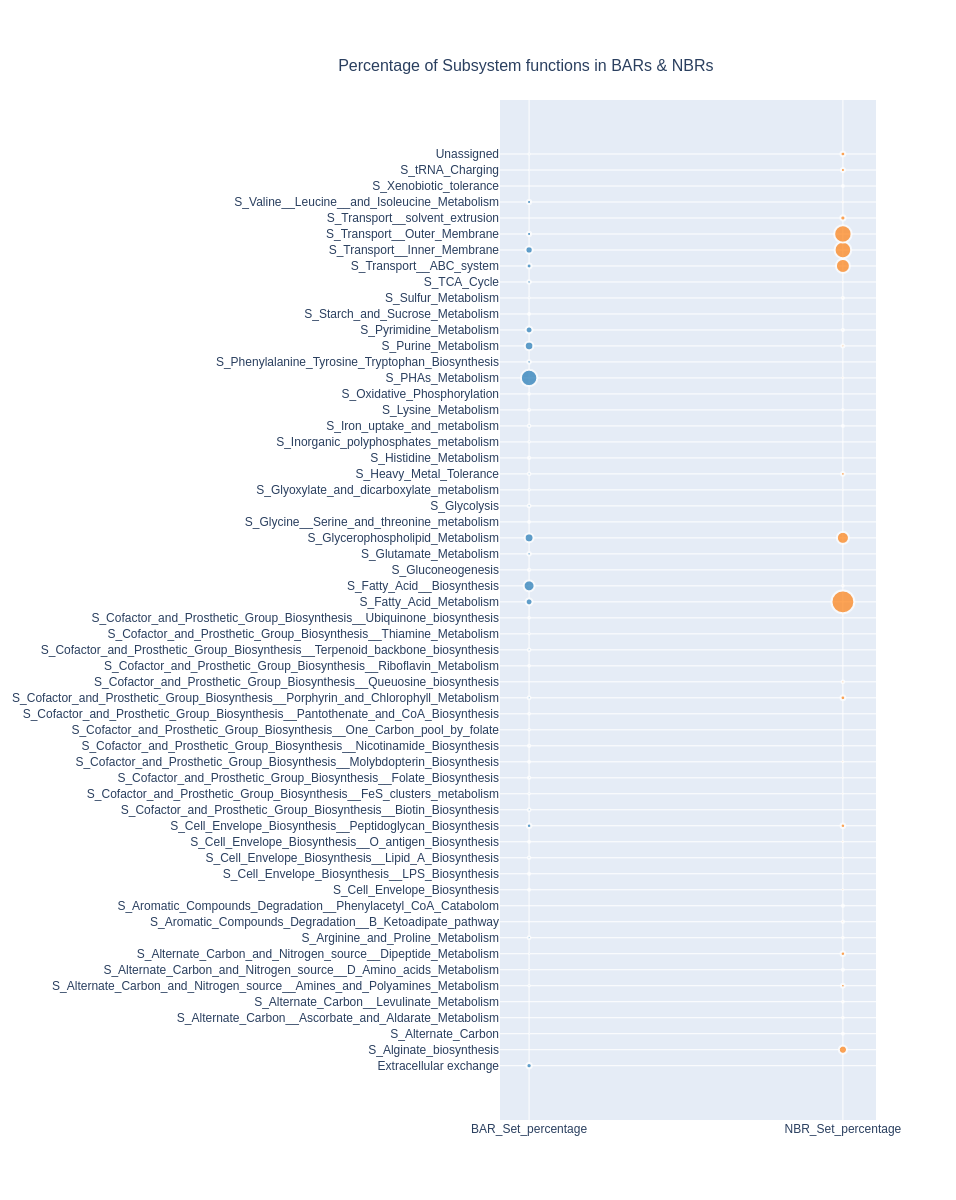 Percentage of Subsystem functions in BARs & NBRs
Unassigned
S_tRNA_Charging
S_Xenobiotic_tolerance
S_Valine__Leucine__and_Isoleucine_Metabolism
S_Transport__solvent_extrusion
S_Transport__Outer_Membrane
S_Transport__Inner_Membrane
S_Transport__ABC_system
S_TCA_Cycle
S_Sulfur_Metabolism
S_Starch_and_Sucrose_Metabolism
S_Pyrimidine_Metabolism
S_Purine_Metabolism
S_Phenylalanine_Tyrosine_Tryptophan_Biosynthesis
S_PHAs_Metabolism
S_Oxidative_Phosphorylation
S_Lysine_Metabolism
S_Iron_uptake_and_metabolism
S_Inorganic_polyphosphates_metabolism
S_Histidine_Metabolism
S_Heavy_Metal_Tolerance
S_Glyoxylate_and_dicarboxylate_metabolism
S_Glycolysis
S_Glycine__Serine_and_threonine_metabolism
S_Glycerophospholipid_Metabolism
S_Glutamate_Metabolism
S_Gluconeogenesis
S_Fatty_Acid__Biosynthesis
S_Fatty_Acid_Metabolism
S_Cofactor_and_Prosthetic_Group_Biosynthesis__Ubiquinone_biosynthesis
S_Cofactor_and_Prosthetic_Group_Biosynthesis__Thiamine_Metabolism
S_Cofactor_and_Prosthetic_Group_Biosynthesis__Terpenoid_backbone_biosynthesis
S_Cofactor_and_Prosthetic_Group_Biosynthesis__Riboflavin_Metabolism
S_Cofactor_and_Prosthetic_Group_Biosynthesis__Queuosine_biosynthesis
S_Cofactor_and_Prosthetic_Group_Biosynthesis__Porphyrin_and_Chlorophyll_Metabolism
S_Cofactor_and_Prosthetic_Group_Biosynthesis__Pantothenate_and_CoA_Biosynthesis
S_Cofactor_and_Prosthetic_Group_Biosynthesis__One_Carbon_pool_by_folate
S_Cofactor_and_Prosthetic_Group_Biosynthesis__Nicotinamide_Biosynthesis
S_Cofactor_and_Prosthetic_Group_Biosynthesis__Molybdopterin_Biosynthesis
S_Cofactor_and_Prosthetic_Group_Biosynthesis__Folate_Biosynthesis
S_Cofactor_and_Prosthetic_Group_Biosynthesis__FeS_clusters_metabolism
S_Cofactor_and_Prosthetic_Group_Biosynthesis__Biotin_Biosynthesis
S_Cell_Envelope_Biosynthesis__Peptidoglycan_Biosynthesis
S_Cell_Envelope_Biosynthesis__O_antigen_Biosynthesis
S_Cell_Envelope_Biosynthesis__Lipid_A_Biosynthesis
S_Cell_Envelope_Biosynthesis__LPS_Biosynthesis
S_Cell_Envelope_Biosynthesis
S_Aromatic_Compounds_Degradation__Phenylacetyl_CoA_Catabolom
S_Aromatic_Compounds_Degradation__B_Ketoadipate_pathway
S_Arginine_and_Proline_Metabolism
S_Alternate_Carbon_and_Nitrogen_source__Dipeptide_Metabolism
S_Alternate_Carbon_and_Nitrogen_source__D_Amino_acids_Metabolism
S_Alternate_Carbon_and_Nitrogen_source__Amines_and_Polyamines_Metabolism
S_Alternate_Carbon__Levulinate_Metabolism
S_Alternate_Carbon__Ascorbate_and_Aldarate_Metabolism
S_Alternate_Carbon
S_Alginate_biosynthesis
Extracellular exchange
BAR_Set_percentage
NBR_Set_percentage